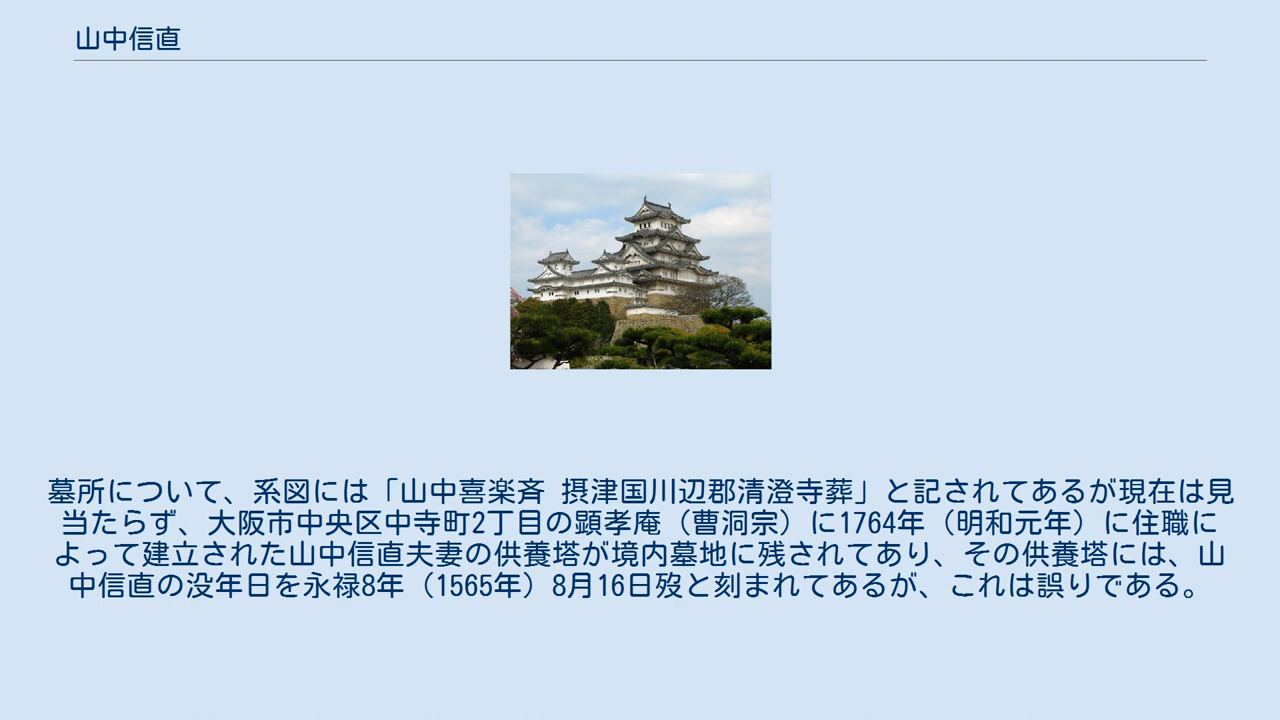 山中信直
墓所について、系図には「山中喜楽斉 摂津国川辺郡清澄寺葬」と記されてあるが現在は見
当たらず、大阪市中央区中寺町2丁目の顕孝庵（曹洞宗）に1764年（明和元年）に住職に
よって建立された山中信直夫妻の供養塔が境内墓地に残されてあり、その供養塔には、山
中信直の没年日を永禄8年（1565年）8月16日歿と刻まれてあるが、これは誤りである。